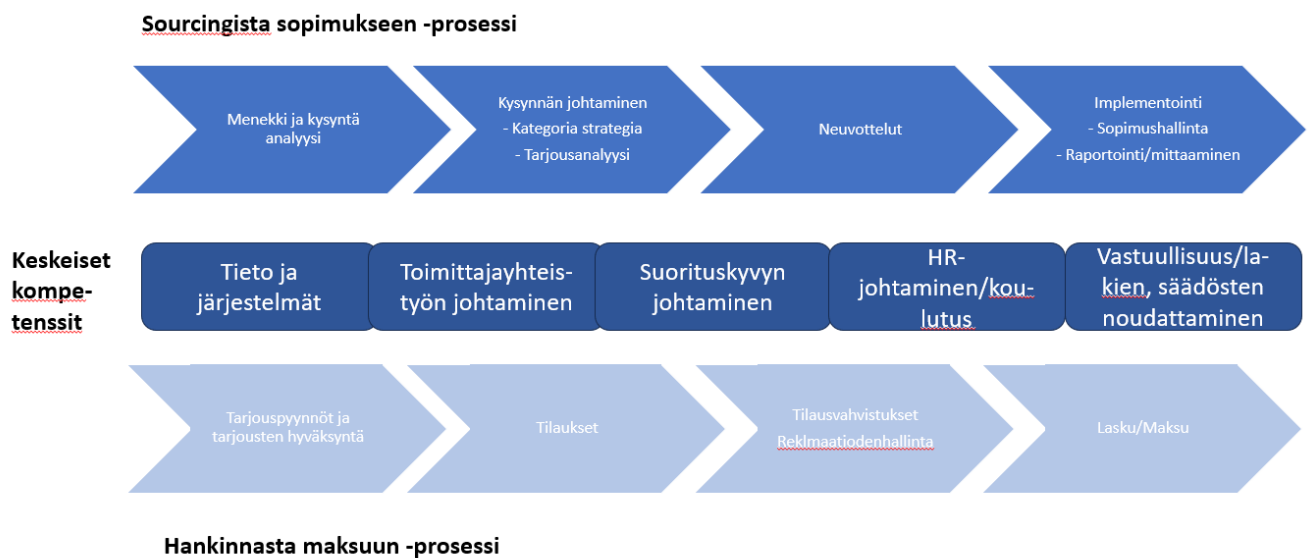 Sourcingista sopimukseen -prosessi
Menekki ja kysyntä
analyysi
Kysynnän johtaminen
- Kategoria strategia
- Tarjousanalyysi
Neuvottelut
Implementointi
- Sopimushallinta
- Raportointi/mittaaminen
Keskeiset
kompe-
tenssit
Tieto ja
järjestelmät
Toimittajayhteis-
työn johtaminen
Suorituskyvyn
johtaminen
HR-
johtaminen/kou-
lutus
Vastuullisuus/la-
kien, säädösten
noudattaminen
Tarjouspyynnöt ja
tarjousten hyväksyntä
Tilaukset
Tilausvahvistukset
Reklmaatiodenhallinta
Lasku/Maksu
Hankinnasta maksuun -prosessi